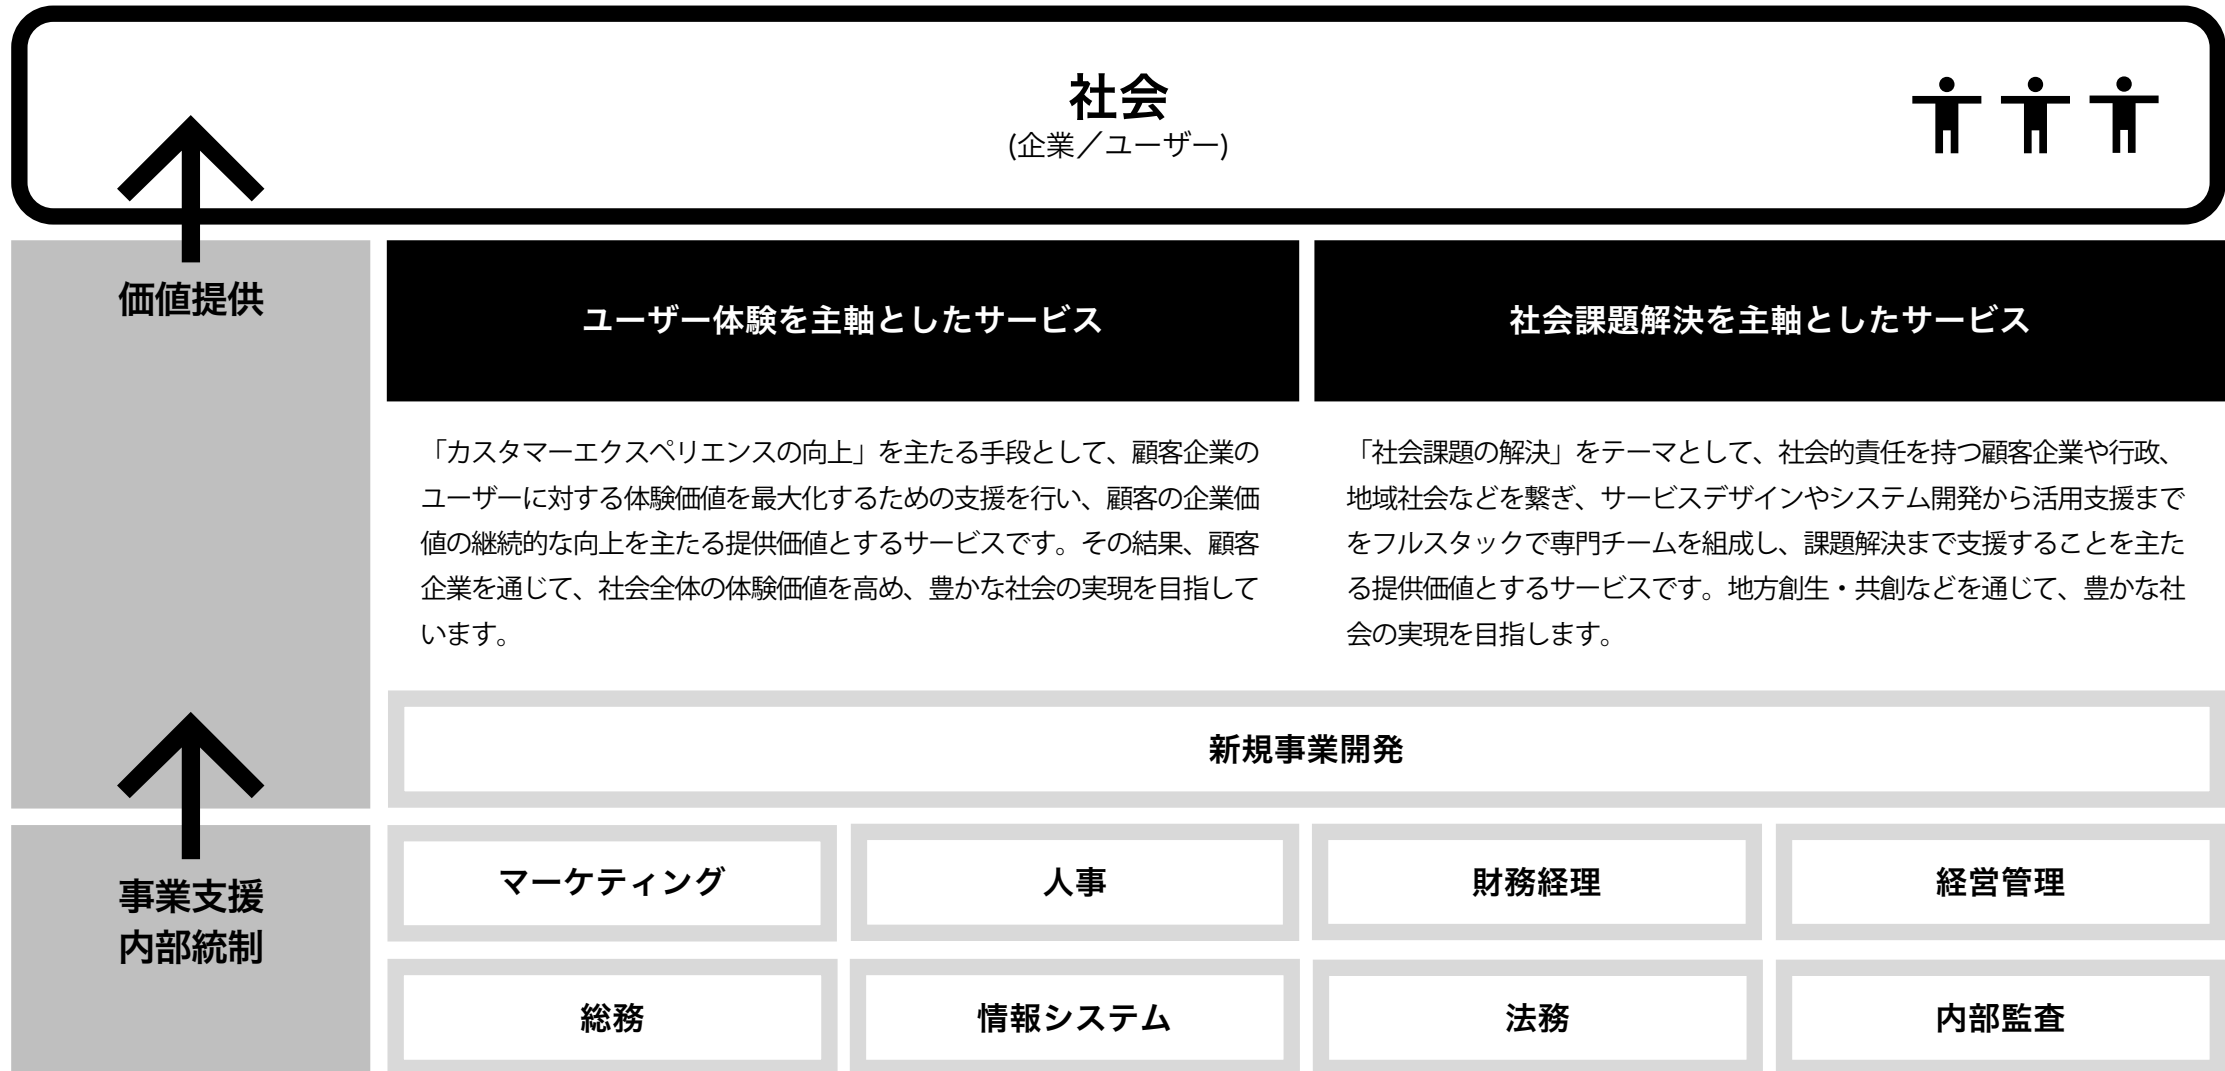 社会
(企業／ユーザー)
価値提供
ユーザー体験を主軸としたサービス
社会課題解決を主軸としたサービス
「カスタマーエクスペリエンスの向上」を主たる手段として、顧客企業の
ユーザーに対する体験価値を最大化するための支援を行い、顧客の企業価
値の継続的な向上を主たる提供価値とするサービスです。その結果、顧客
企業を通じて、社会全体の体験価値を高め、豊かな社会の実現を目指して
います。
「社会課題の解決」をテーマとして、社会的責任を持つ顧客企業や行政、
地域社会などを繋ぎ、サービスデザインやシステム開発から活用支援まで
をフルスタックで専門チームを組成し、課題解決まで支援することを主た
る提供価値とするサービスです。地方創生・共創などを通じて、豊かな社
会の実現を目指します。
新規事業開発
事業支援
内部統制
マーケティング
人事
財務経理
経営管理
総務
情報システム
法務
内部監査